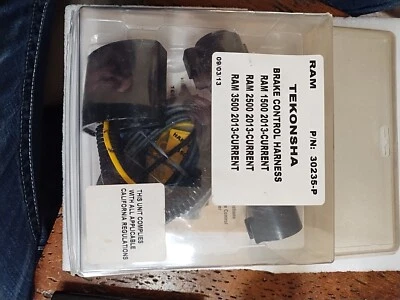 RAM P/N: 30235-P
TEKONSHA
BRAKE CONTROL HARNESS
RAM 1500 2013-CURRENT
RAM 2500 2013-CURRENT
RAM 3500 2013-CURRENT
09/03/13
THIS UNIT COMPLIES
WITH ALL APPLICABLE
CALIFORNIA REGULATIONS